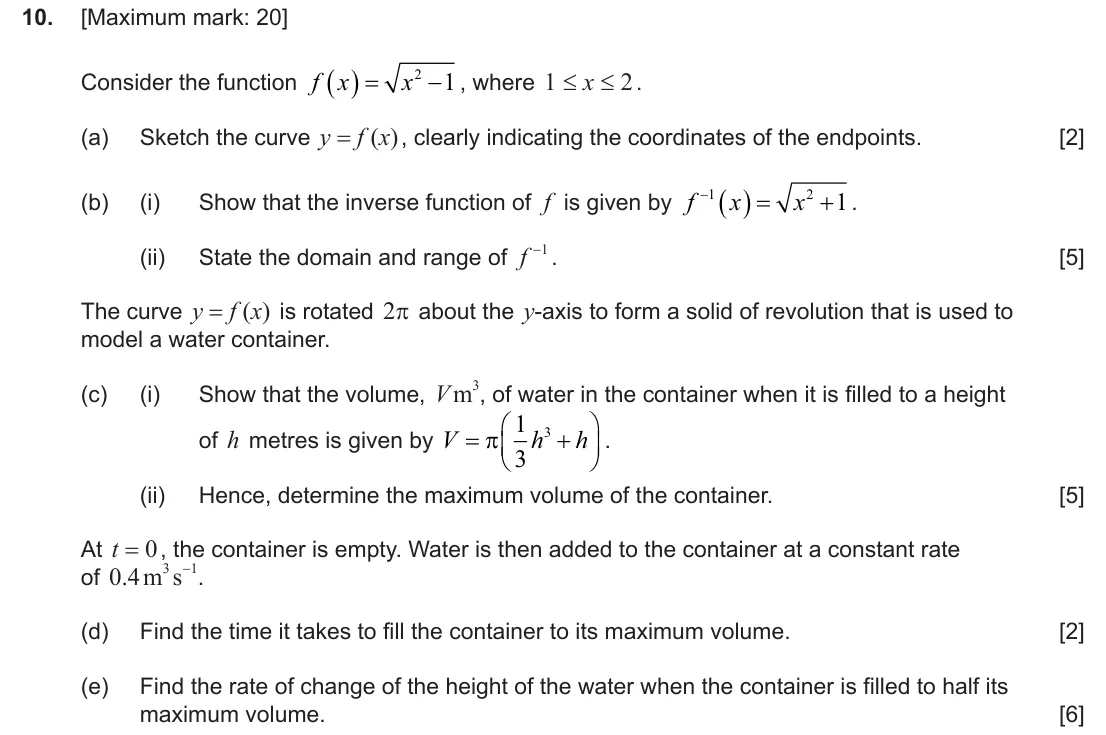 10. [Maximum mark: 20]
Consider the function f(x) = √(x² − 1), where 1 ≤ x ≤ 2.
(a) Sketch the curve y = f(x), clearly indicating the coordinates of the endpoints. [2]
(b) (i) Show that the inverse function of f is given by f⁻¹(x) = √(x² + 1).
(ii) State the domain and range of f⁻¹. [5]
The curve y = f(x) is rotated 2π about the y-axis to form a solid of revolution that is used to
model a water container.
(c) (i) Show that the volume, V m³, of water in the container when it is filled to a height
of h metres is given by V = π(1/3 h³ + h).
(ii) Hence, determine the maximum volume of the container. [5]
At t = 0, the container is empty. Water is then added to the container at a constant rate
of 0.4 m³ s⁻¹.
(d) Find the time it takes to fill the container to its maximum volume. [2]
(e) Find the rate of change of the height of the water when the container is filled to half its
maximum volume. [6]